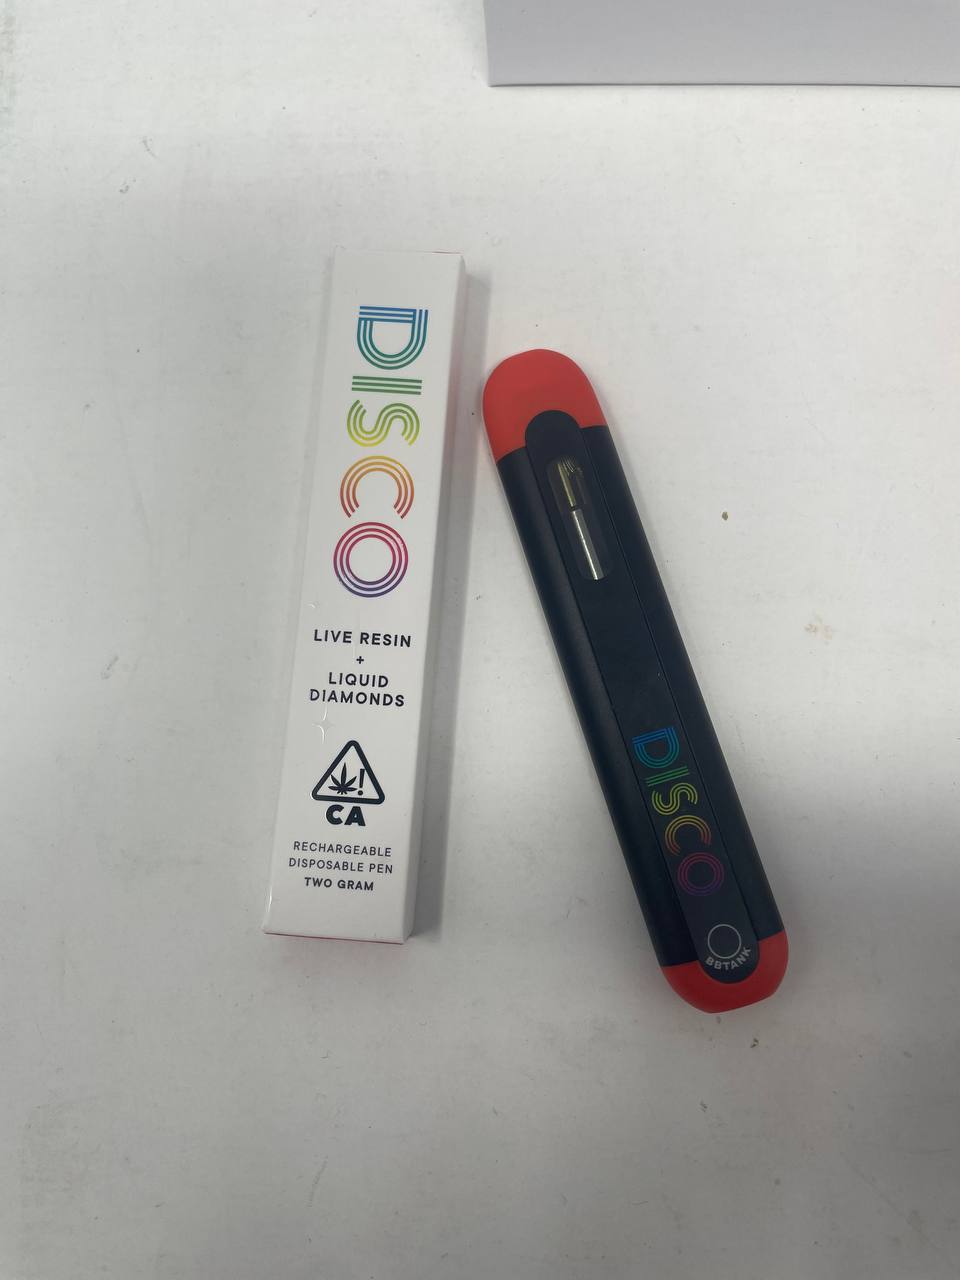 DISCO
LIVE RESIN
+
LIQUID
DIAMONDS
!
CA
RECHARGEABLE
DISPOSABLE PEN
TWO GRAM
DISCO
BBTANK